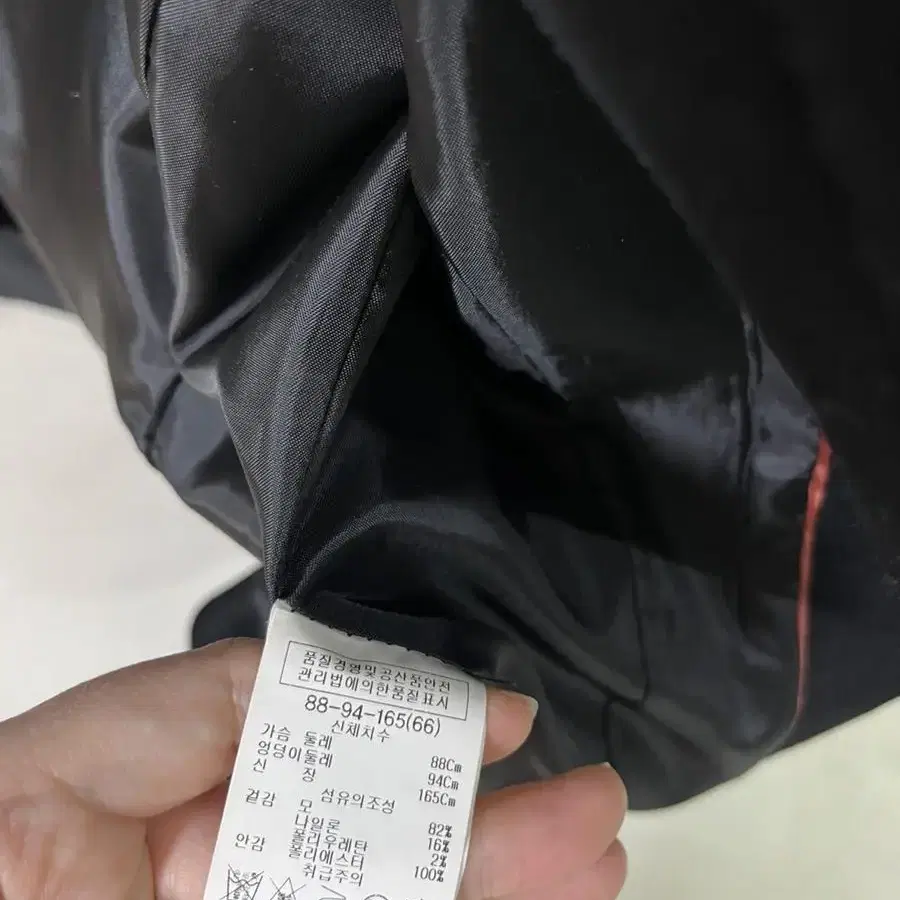 품질경영및공산품안전
관리법에의한품질표시
88-94-165(66)
신체치수
가슴 둘레 88Cm
엉덩이둘레 94Cm
신 장 165Cm
섬유의조성
겉감 모 82%
나일론 16%
폴리우레탄 2%
안감 폴리에스터 100%
취급주의